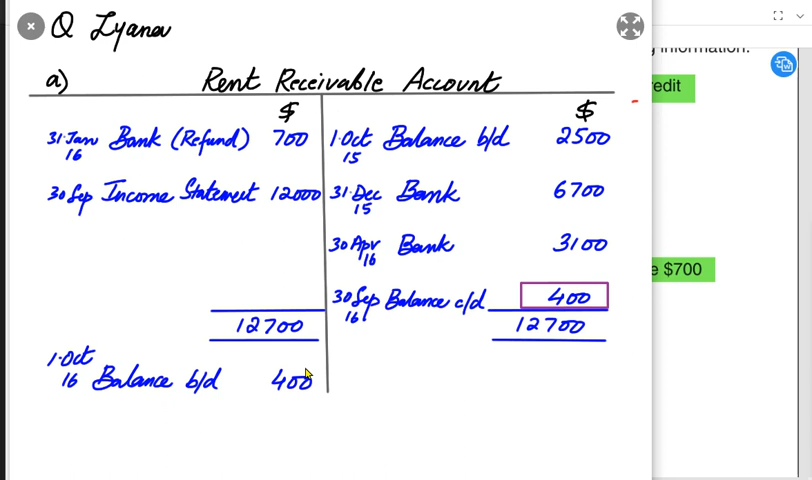 Q Lyana
a) Rent Receivable Account
$ $
31 Jan 16 Bank (Refund) 700 1 Oct 15 Balance b/d 2500
30 Sep Income Statement 12000 31 Dec 15 Bank 6700
30 Apr 16 Bank 3100
30 Sep 16 Balance c/d 400
12700 12700
1 Oct 16 Balance b/d 400
information.
edit
e $700